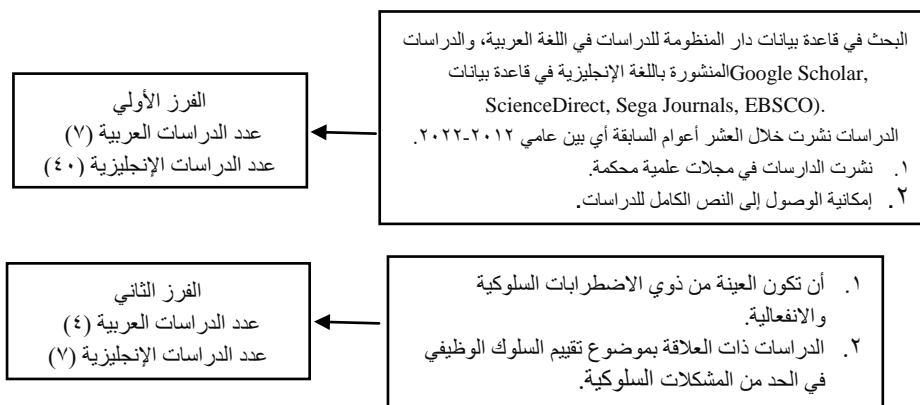 البحث في قاعدة بيانات دار المنظومة للدراسات في اللغة العربية، والدراسات
المنشورة باللغة الإنجليزية في قاعدة بيانات Google Scholar,
ScienceDirect, Sega Journals, EBSCO).
الدراسات نشرت خلال العشر أعوام السابقة أي بين عامي ٢٠١٢-٢٠٢٢.
١. نشرت الدارسات في مجلات علمية محكمة.
٢. إمكانية الوصول إلى النص الكامل للدراسات.
الفرز الأولي
عدد الدراسات العربية (٧)
عدد الدراسات الإنجليزية (٤٠)
١. أن تكون العينة من ذوي الاضطرابات السلوكية
والانفعالية.
٢. الدراسات ذات العلاقة بموضوع تقييم السلوك الوظيفي
في الحد من المشكلات السلوكية.
الفرز الثاني
عدد الدراسات العربية (٤)
عدد الدراسات الإنجليزية (٧)